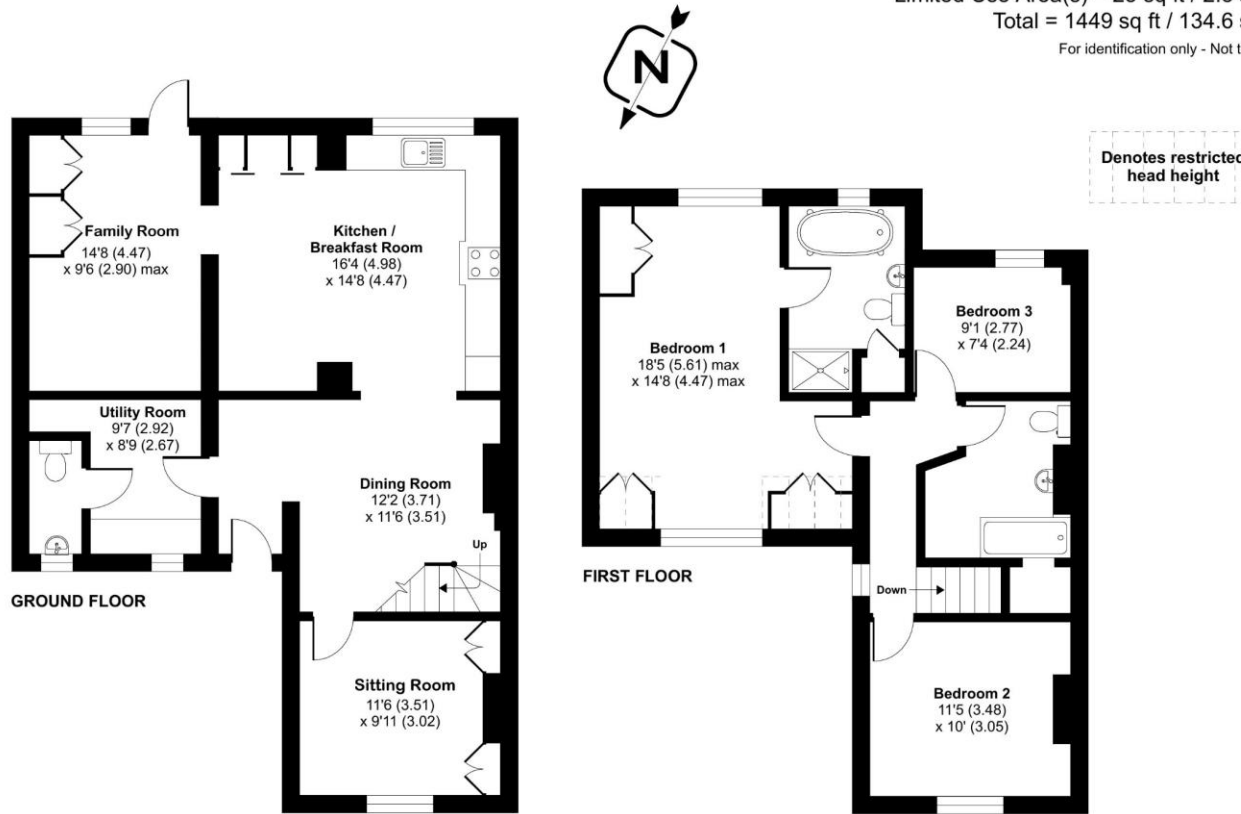 Total = 1449 sq ft / 134.6
For identification only - Not
N
Denotes restricted
head height
Family Room
14'8 (4.47)
x 9'6 (2.90) max
Kitchen /
Breakfast Room
16'4 (4.98)
x 14'8 (4.47)
Utility Room
9'7 (2.92)
x 8'9 (2.67)
Dining Room
12'2 (3.71)
x 11'6 (3.51)
Up
GROUND FLOOR
Sitting Room
11'6 (3.51)
x 9'11 (3.02)
Bedroom 1
18'5 (5.61) max
x 14'8 (4.47) max
Bedroom 3
9'1 (2.77)
x 7'4 (2.24)
FIRST FLOOR
Down
Bedroom 2
11'5 (3.48)
x 10' (3.05)